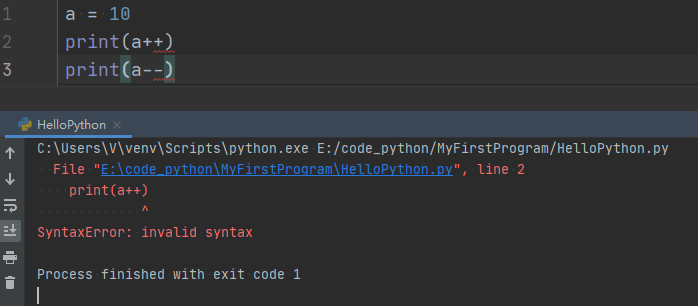 1 a = 10
2 print(a++)
3 print(a--)
HelloPython ×
C:\Users\V\venv\Scripts\python.exe E:/code_python/MyFirstProgram/HelloPython.py
  File "E:\code_python\MyFirstProgram\HelloPython.py", line 2
    print(a++)
             ^
SyntaxError: invalid syntax
Process finished with exit code 1